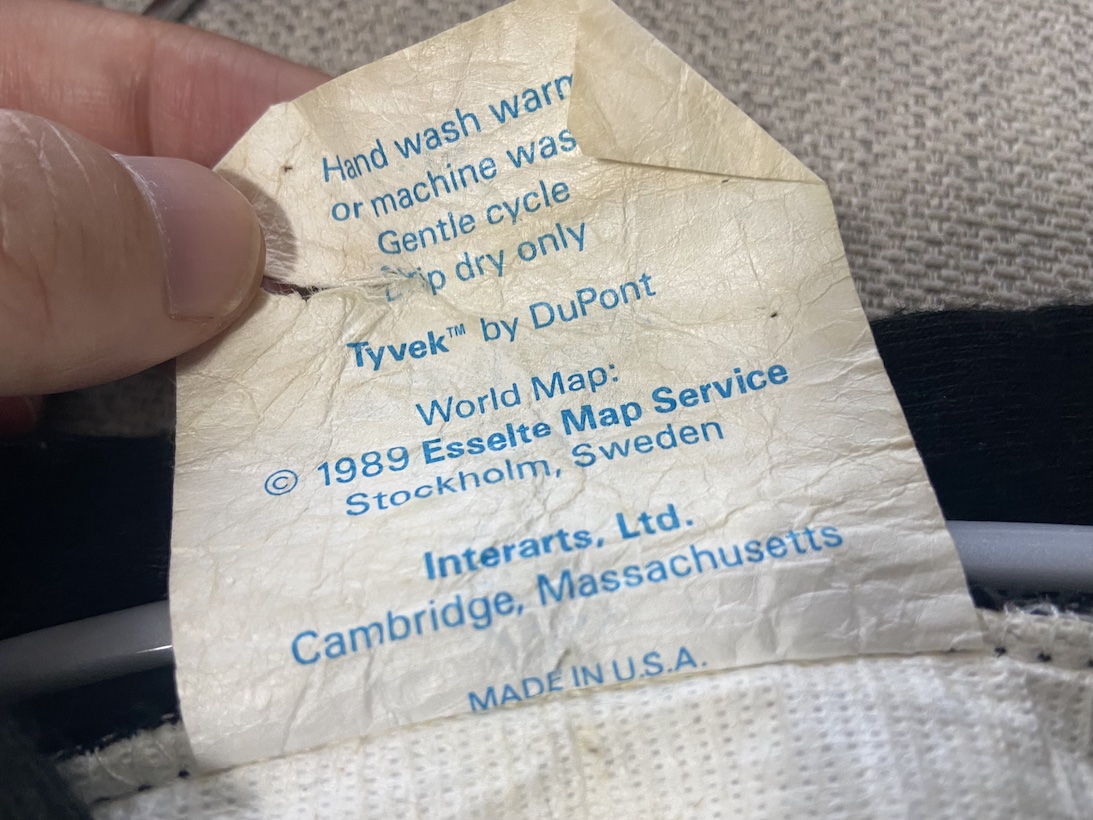 Hand wash warm
or machine was
Gentle cycle
Drip dry only
Tyvek™ by DuPont
World Map:
© 1989 Esselte Map Service
Stockholm, Sweden
Interarts, Ltd.
Cambridge, Massachusetts
MADE IN U.S.A.